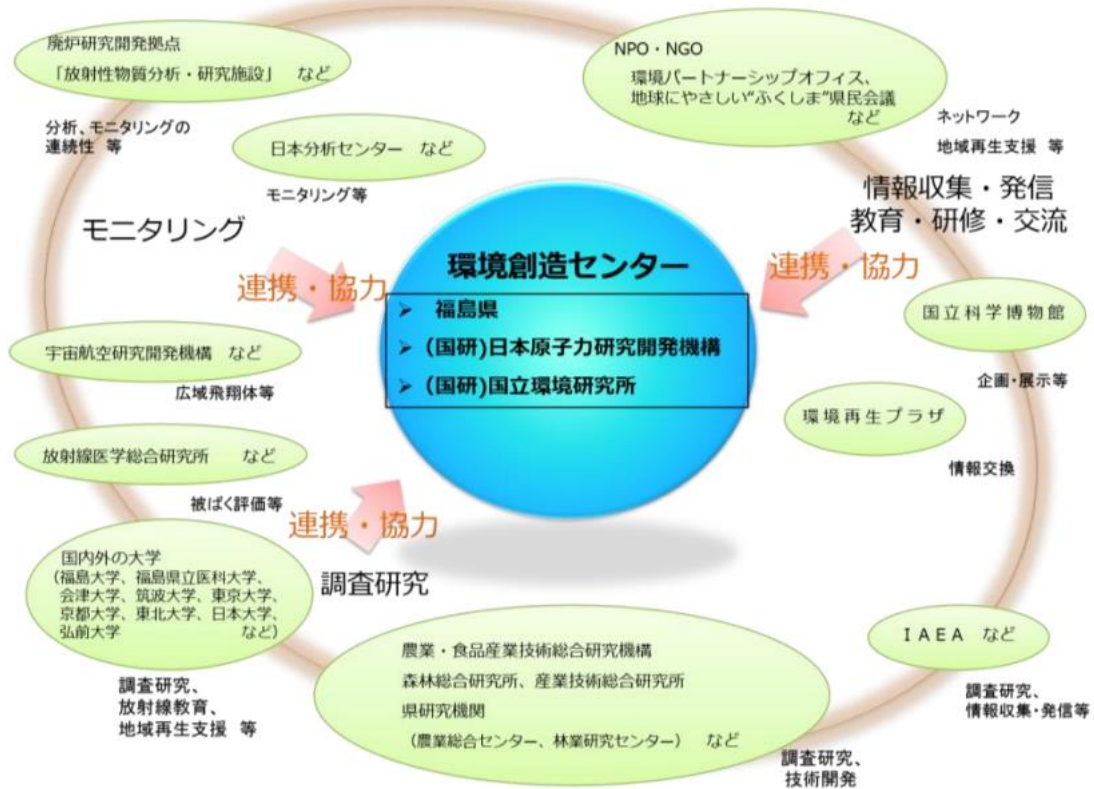 廃炉研究開発拠点
「放射性物質分析・研究施設」 など
分析、モニタリングの
連続性 等
日本分析センター など
モニタリング等
モニタリング
連携・協力
NPO・NGO
環境パートナーシップオフィス、
地球にやさしい“ふくしま”県民会議
など
ネットワーク
地域再生支援 等
情報収集・発信
教育・研修・交流
連携・協力
環境創造センター
➢ 福島県
➢ (国研)日本原子力研究開発機構
➢ (国研)国立環境研究所
国立科学博物館
企画・展示等
環境再生プラザ
情報交換
宇宙航空研究開発機構 など
広域飛翔体等
放射線医学総合研究所 など
被ばく評価等
連携・協力
調査研究
国内外の大学
(福島大学、福島県立医科大学、
会津大学、筑波大学、東京大学、
京都大学、東北大学、日本大学、
弘前大学 など)
調査研究、
放射線教育、
地域再生支援 等
農業・食品産業技術総合研究機構
森林総合研究所、産業技術総合研究所
県研究機関
(農業総合センター、林業研究センター) など
調査研究、
技術開発
IAEA など
調査研究、
情報収集・発信等